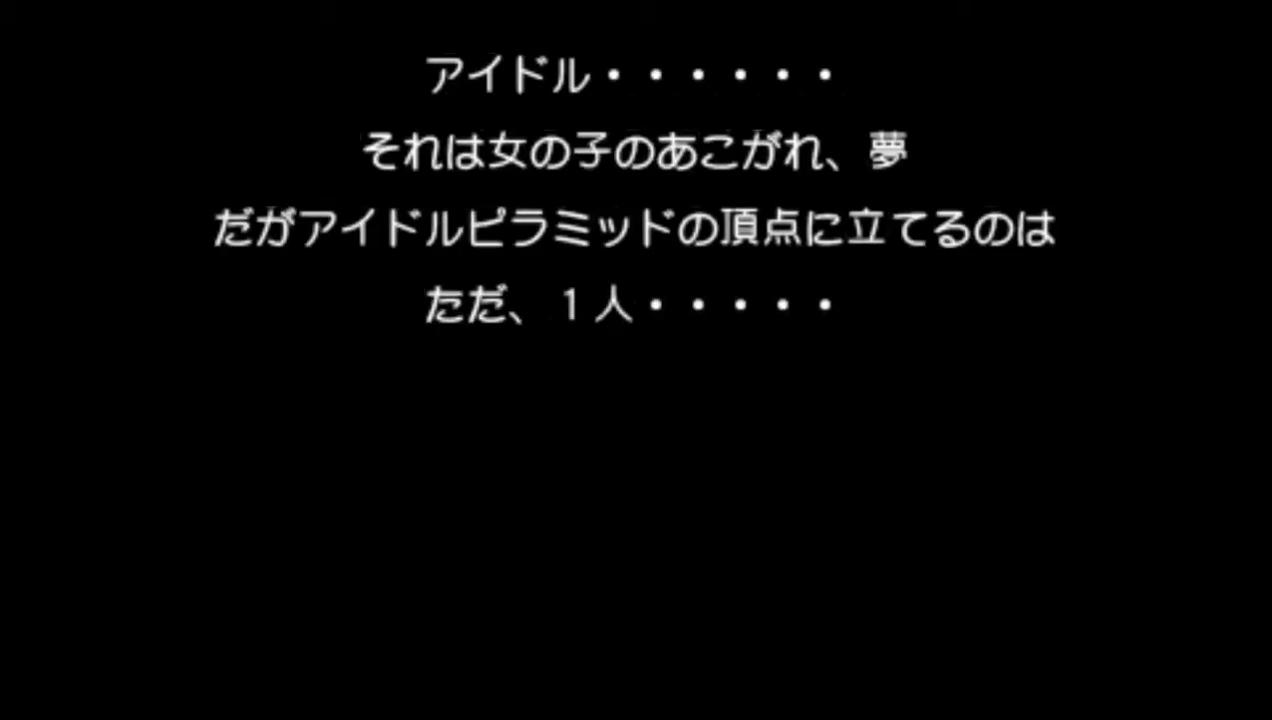 アイドル・・・・・・
それは女の子のあこがれ、夢
だがアイドルピラミッドの頂点に立てるのは
ただ、１人・・・・・